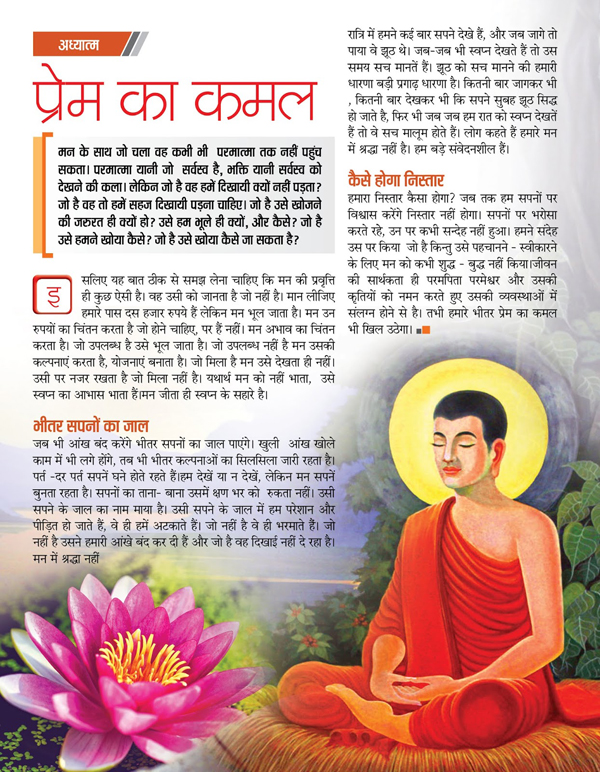 अध्यात्म
प्रेम का कमल
मन के साथ जो चला वह कभी भी परमात्मा तक नहीं पहुंच
सकता। परमात्मा यानी जो सर्वस्व है, भक्ति यानी सर्वस्व को
देखने की कला। लेकिन जो है वह हमें दिखायी क्यों नहीं पड़ता?
जो है वह तो हमें सहज दिखायी पड़ना चाहिए। जो है उसे खोजने
की जरुरत ही क्यों हो? उसे हम भूले ही क्यों, और कैसे? जो है
उसे हमने खोया कैसे? जो है उसे खोया कैसे जा सकता है?
इ
सलिए यह बात ठीक से समझ लेना चाहिए कि मन की प्रवृत्ति
ही कुछ ऐसी है। वह उसी को जानता है जो नहीं है। मान लीजिए
हमारे पास दस हजार रुपये हैं लेकिन मन भूल जाता है। मन उन
रुपयों का चिंतन करता है जो होने चाहिए, पर हैं नहीं। मन अभाव का चिंतन
करता है। जो उपलब्ध है उसे भूल जाता है। जो उपलब्ध नहीं है मन उसकी
कल्पनाएं करता है, योजनाएं बनाता है। जो मिला है मन उसे देखता ही नहीं।
उसी पर नजर रखता है जो मिला नहीं है। यथार्थ मन को नहीं भाता, उसे
स्वप्न का आभास भाता हैं।मन जीता ही स्वप्न के सहारे है।
भीतर सपनों का जाल
जब भी आंख बंद करेंगे भीतर सपनों का जाल पाएंगे। खुली आंख खोले
काम में भी लगे होंगे, तब भी भीतर कल्पनाओं का सिलसिला जारी रहता है।
पर्त -दर पर्त सपनें घने होते रहते हैं।हम देखें या न देखें, लेकिन मन सपनें
बुनता रहता है। सपनों का ताना- बाना उसमें क्षण भर को रुकता नहीं। उसी
सपने के जाल का नाम माया है। उसी सपने के जाल में हम परेशान और
पीड़ित हो जाते हैं, वे ही हमें अटकाते हैं। जो नहीं है वो ही भरमाते हैं। जो
नहीं है उसने हमारी आंखे बंद कर दी हैं और जो है वह दिखाई नहीं दे रहा है।
मन में श्रद्धा नहीं
रात्रि में हमने कई बार सपने देखे हैं, और जब जागे तो
पाया वे झूठ थे। जब-जब भी स्वप्न देखते हैं तो उस
समय सच मानतें हैं। झूठ को सच मानने की हमारी
धारणा बड़ी प्रगाढ़ धारणा है। कितनी बार जागकर भी
, कितनी बार देखकर भी कि सपने सुबह झूठ सिद्ध
हो जाते है, फिर भी जब जब हम रात को स्वप्न देखतें
हैं तो वे सच मालूम होते हैं। लोग कहते हैं हमारे मन
में श्रद्धा नहीं है। हम बड़े संवेदनशील हैं।
कैसे होगा निस्तार
हमारा निस्तार कैसा होगा? जब तक हम सपनों पर
विश्वास करेंगे निस्तार नहीं होगा। सपनों पर भरोसा
करते रहे, उन पर कभी सन्देह नहीं हुआ। हमने संदेह
उस पर किया जो है किन्तु उसे पहचानने - स्वीकारने
के लिए मन को कभी शुद्ध - बुद्ध नहीं किया।जीवन
की सार्थकता ही परमपिता परमेश्वर और उसकी
कृतियों को नमन करते हुए उसकी व्यवस्थाओं में
संलग्न होने से है। तभी हमारे भीतर प्रेम का कमल
भी खिल उठेगा।